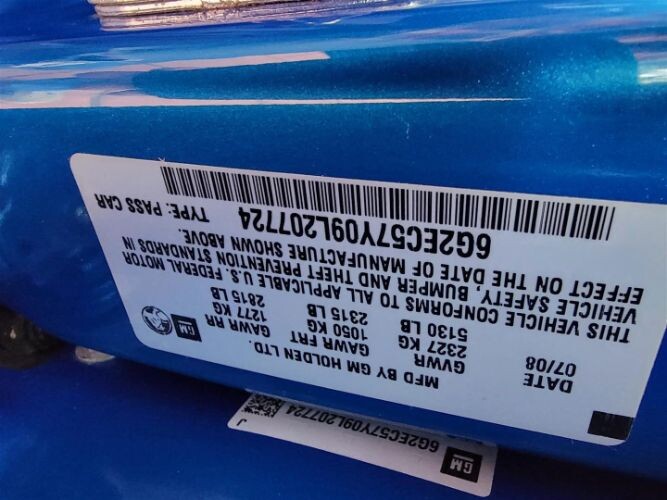 MFD BY GM HOLDEN LTD.
DATE
07/08
GVWR
2327 KG
5130 LB
GAWR FRT
1050 KG
2315 LB
GAWR RR
1277 KG
2815 LB
GM
THIS VEHICLE CONFORMS TO ALL APPLICABLE U.S. FEDERAL MOTOR
VEHICLE SAFETY, BUMPER AND THEFT PREVENTION STANDARDS IN
EFFECT ON THE DATE OF MANUFACTURE SHOWN ABOVE.
6G2EC57Y09L207724
TYPE: PASS CAR
GM
6G2EC57Y09L207724
J